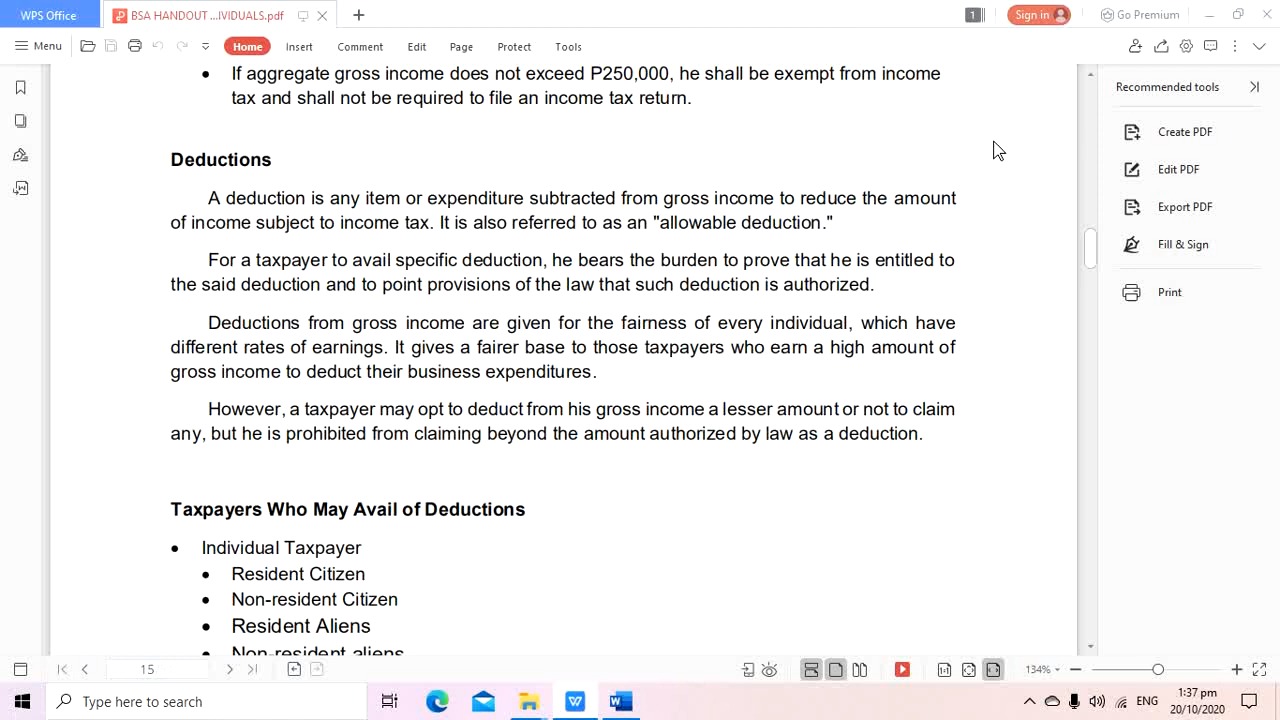 WPS Office
BSA HANDOUT ...IVIDUALS.pdf
1
Sign in
Go Premium
Menu
Home
Insert
Comment
Edit
Page
Protect
Tools
• If aggregate gross income does not exceed P250,000, he shall be exempt from income
tax and shall not be required to file an income tax return.
Deductions
A deduction is any item or expenditure subtracted from gross income to reduce the amount
of income subject to income tax. It is also referred to as an "allowable deduction."
For a taxpayer to avail specific deduction, he bears the burden to prove that he is entitled to
the said deduction and to point provisions of the law that such deduction is authorized.
Deductions from gross income are given for the fairness of every individual, which have
different rates of earnings. It gives a fairer base to those taxpayers who earn a high amount of
gross income to deduct their business expenditures.
However, a taxpayer may opt to deduct from his gross income a lesser amount or not to claim
any, but he is prohibited from claiming beyond the amount authorized by law as a deduction.
Taxpayers Who May Avail of Deductions
• Individual Taxpayer
• Resident Citizen
• Non-resident Citizen
• Resident Aliens
• Non-resident aliens
Recommended tools
Create PDF
Edit PDF
Export PDF
Fill & Sign
Print
15
134%
Type here to search
ENG
1:37 pm
20/10/2020